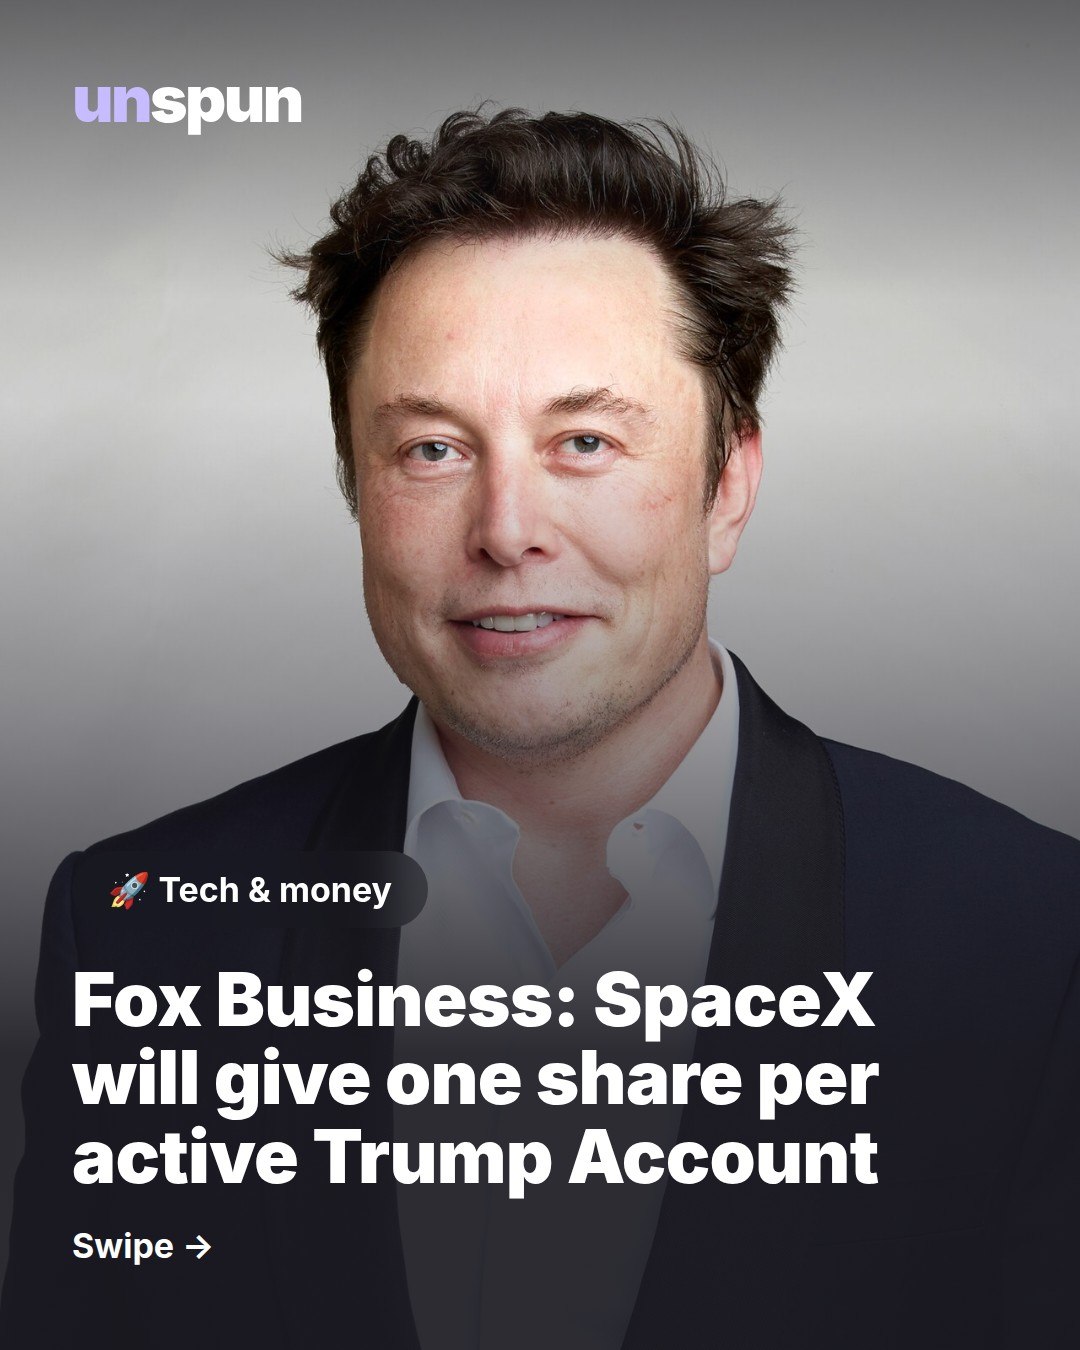 unspun
🚀 Tech & money
Fox Business: SpaceX
will give one share per
active Trump Account
Swipe →